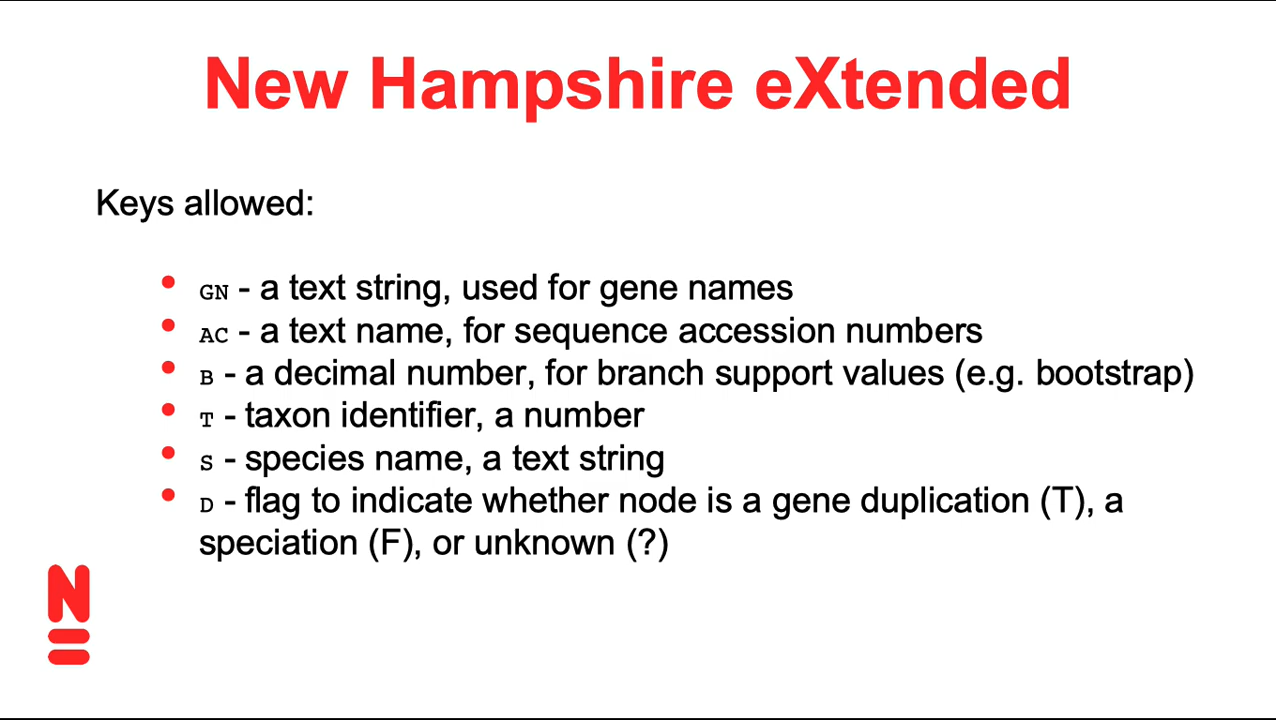 New Hampshire eXtended
Keys allowed:
• GN - a text string, used for gene names
• AC - a text name, for sequence accession numbers
• B - a decimal number, for branch support values (e.g. bootstrap)
• T - taxon identifier, a number
• S - species name, a text string
• D - flag to indicate whether node is a gene duplication (T), a
speciation (F), or unknown (?)
N